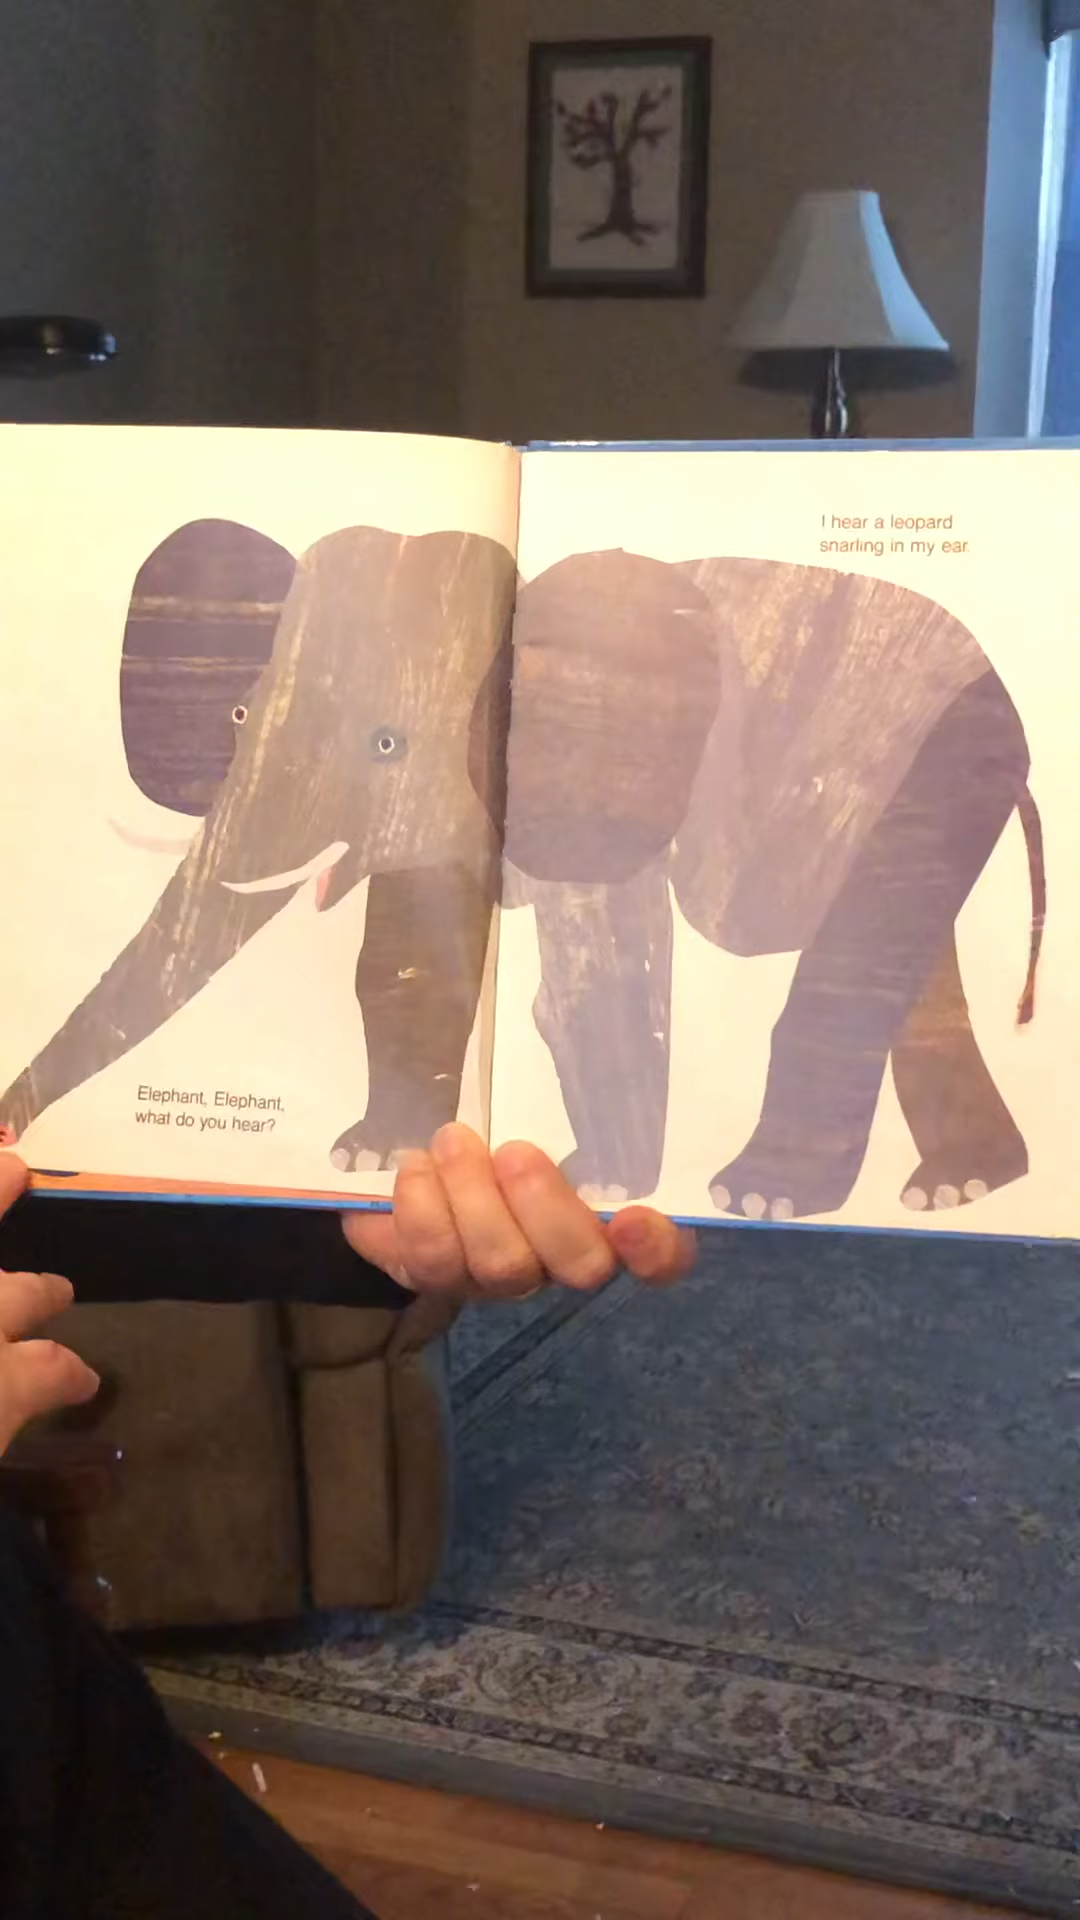 Elephant, Elephant,
what do you hear?
I hear a leopard
snarling in my ear.